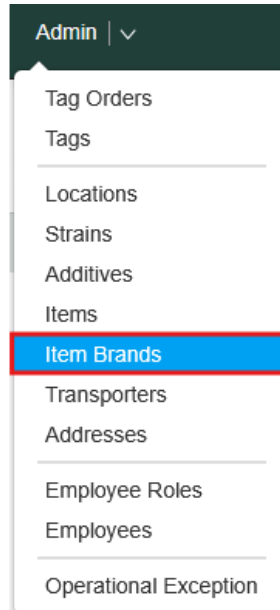 Admin
Tag Orders
Tags
Locations
Strains
Additives
Items
Item Brands
Transporters
Addresses
Employee Roles
Employees
Operational Exception